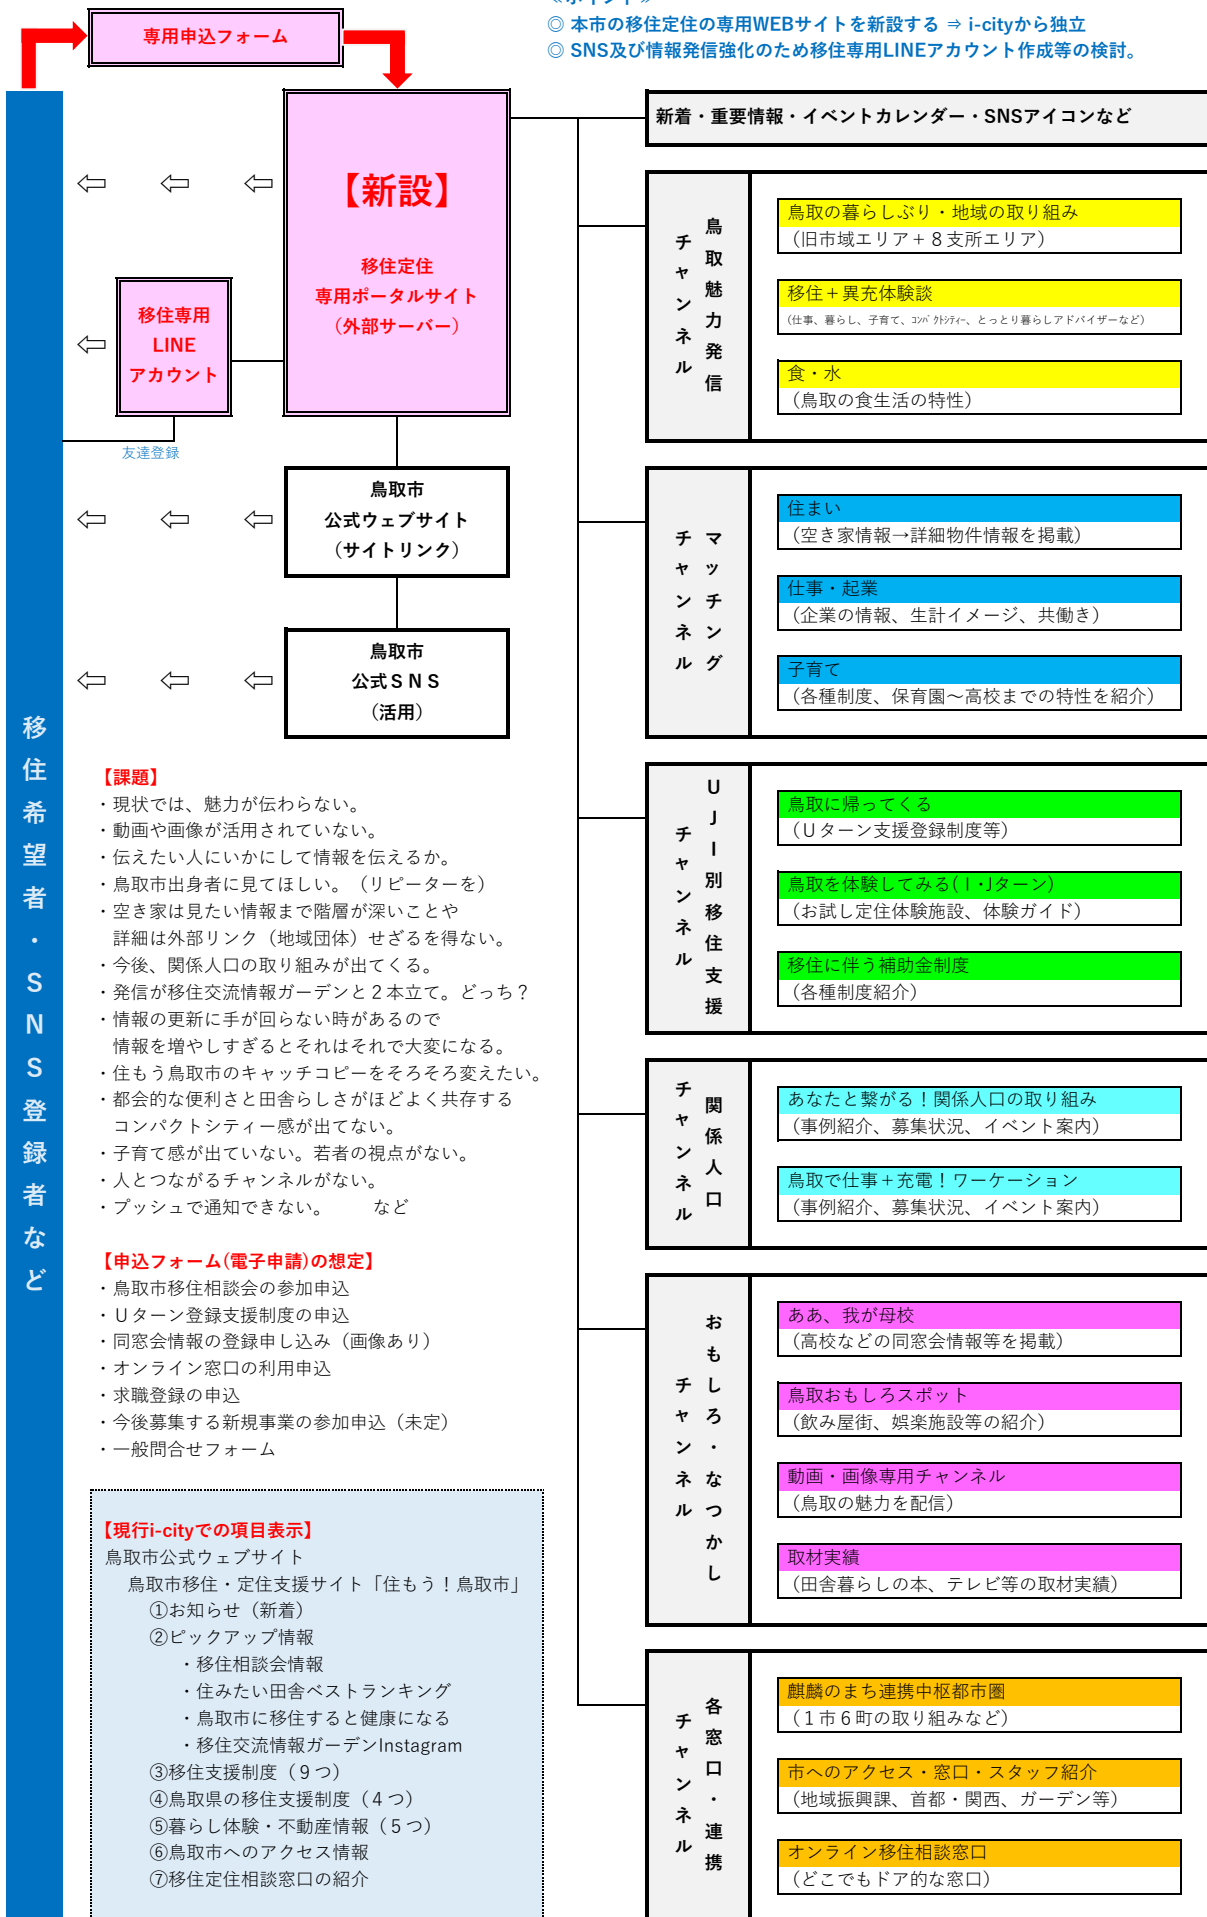 ≪ポイント≫
◎ 本市の移住定住の専用WEBサイトを新設する ⇒ i-cityから独立
◎ SNS及び情報発信強化のため移住専用LINEアカウント作成等の検討。
専用申込フォーム
移住希望者・SNS登録者など
【新設】
移住定住
専用ポータルサイト
（外部サーバー）
移住専用
LINE
アカウント
友達登録
鳥取市
公式ウェブサイト
（サイトリンク）
鳥取市
公式ＳＮＳ
（活用）
【課題】
・現状では、魅力が伝わらない。
・動画や画像が活用されていない。
・伝えたい人にいかにして情報を伝えるか。
・鳥取市出身者に見てほしい。（リピーターを）
・空き家は見たい情報まで階層が深いことや
詳細は外部リンク（地域団体）せざるを得ない。
・今後、関係人口の取り組みが出てくる。
・発信が移住交流情報ガーデンと２本立て。どっち？
・情報の更新に手が回らない時があるので
情報を増やしすぎるとそれはそれで大変になる。
・住もう鳥取市のキャッチコピーをそろそろ変えたい。
・都会的な便利さと田舎らしさがほどよく共存する
コンパクトシティー感が出てない。
・子育て感が出ていない。若者の視点がない。
・人とつながるチャンネルがない。
・プッシュで通知できない。　　など
【申込フォーム(電子申請)の想定】
・鳥取市移住相談会の参加申込
・Ｕターン登録支援制度の申込
・同窓会情報の登録申し込み（画像あり）
・オンライン窓口の利用申込
・求職登録の申込
・今後募集する新規事業の参加申込（未定）
・一般問合せフォーム
【現行i-cityでの項目表示】
鳥取市公式ウェブサイト
鳥取市移住・定住支援サイト「住もう！鳥取市」
①お知らせ（新着）
②ピックアップ情報
・移住相談会情報
・住みたい田舎ベストランキング
・鳥取市に移住すると健康になる
・移住交流情報ガーデンInstagram
③移住支援制度（９つ）
④鳥取県の移住支援制度（４つ）
⑤暮らし体験・不動産情報（５つ）
⑥鳥取市へのアクセス情報
⑦移住定住相談窓口の紹介
新着・重要情報・イベントカレンダー・SNSアイコンなど
鳥取魅力発信
チャンネル
鳥取の暮らしぶり・地域の取り組み
（旧市域エリア＋８支所エリア）
移住＋異充体験談
（仕事、暮らし、子育て、ｺﾝﾊﾟｸﾄｼﾃｨｰ、とっとり暮らしアドバイザーなど）
食・水
（鳥取の食生活の特性）
マッチング
チャンネル
住まい
（空き家情報→詳細物件情報を掲載）
仕事・起業
（企業の情報、生計イメージ、共働き）
子育て
（各種制度、保育園～高校までの特性を紹介）
ＵＪＩ別移住支援
チャンネル
鳥取に帰ってくる
（Ｕターン支援登録制度等）
鳥取を体験してみる(Ｉ･Jターン)
（お試し定住体験施設、体験ガイド）
移住に伴う補助金制度
（各種制度紹介）
関係人口
チャンネル
あなたと繋がる！関係人口の取り組み
（事例紹介、募集状況、イベント案内）
鳥取で仕事＋充電！ワーケーション
（事例紹介、募集状況、イベント案内）
おもしろ・なつかし
チャンネル
ああ、我が母校
（高校などの同窓会情報等を掲載）
鳥取おもしろスポット
（飲み屋街、娯楽施設等の紹介）
動画・画像専用チャンネル
（鳥取の魅力を配信）
取材実績
（田舎暮らしの本、テレビ等の取材実績）
各窓口・連携
チャンネル
麒麟のまち連携中枢都市圏
（１市６町の取り組みなど）
市へのアクセス・窓口・スタッフ紹介
（地域振興課、首都・関西、ガーデン等）
オンライン移住相談窓口
（どこでもドア的な窓口）